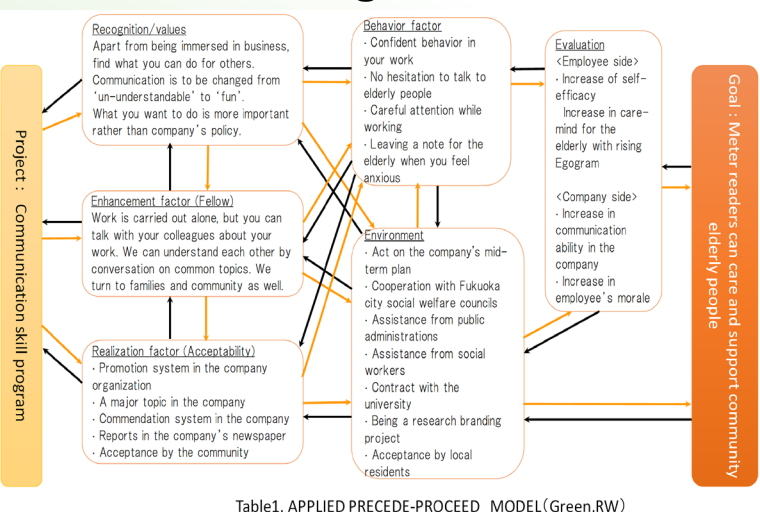 Project : Communication skill program
Recognition/values
Apart from being immersed in business,
find what you can do for others.
Communication is to be changed from
'un-understandable' to 'fun'.
What you want to do is more important
rather than company's policy.
Enhancement factor (Fellow)
Work is carried out alone, but you can
talk with your colleagues about your
work. We can understand each other by
conversation on common topics. We
turn to families and community as well.
Realization factor (Acceptability)
・Promotion system in the company
organization
・A major topic in the company
・Commendation system in the company
・Reports in the company's newspaper
・Acceptance by the community
Behavior factor
・Confident behavior in
your work
・No hesitation to talk to
elderly people
・Careful attention while
working
・Leaving a note for the
elderly when you feel
anxious
Environment
・Act on the company's mid-
term plan
・Cooperation with Fukuoka
city social welfare councils
・Assistance from public
administrations
・Assistance from social
workers
・Contract with the
university
・Being a research branding
project
・Acceptance by local
residents
Evaluation
<Employee side>
・Increase of self-
efficacy
Increase in care-
mind for the
elderly with rising
Egogram
<Company side>
・Increase in
communication
ability in the
company
・Increase in
employee's morale
Goal : Meter readers can care and support community
elderly people
Table1. APPLIED PRECEDE-PROCEED MODEL(Green.RW)